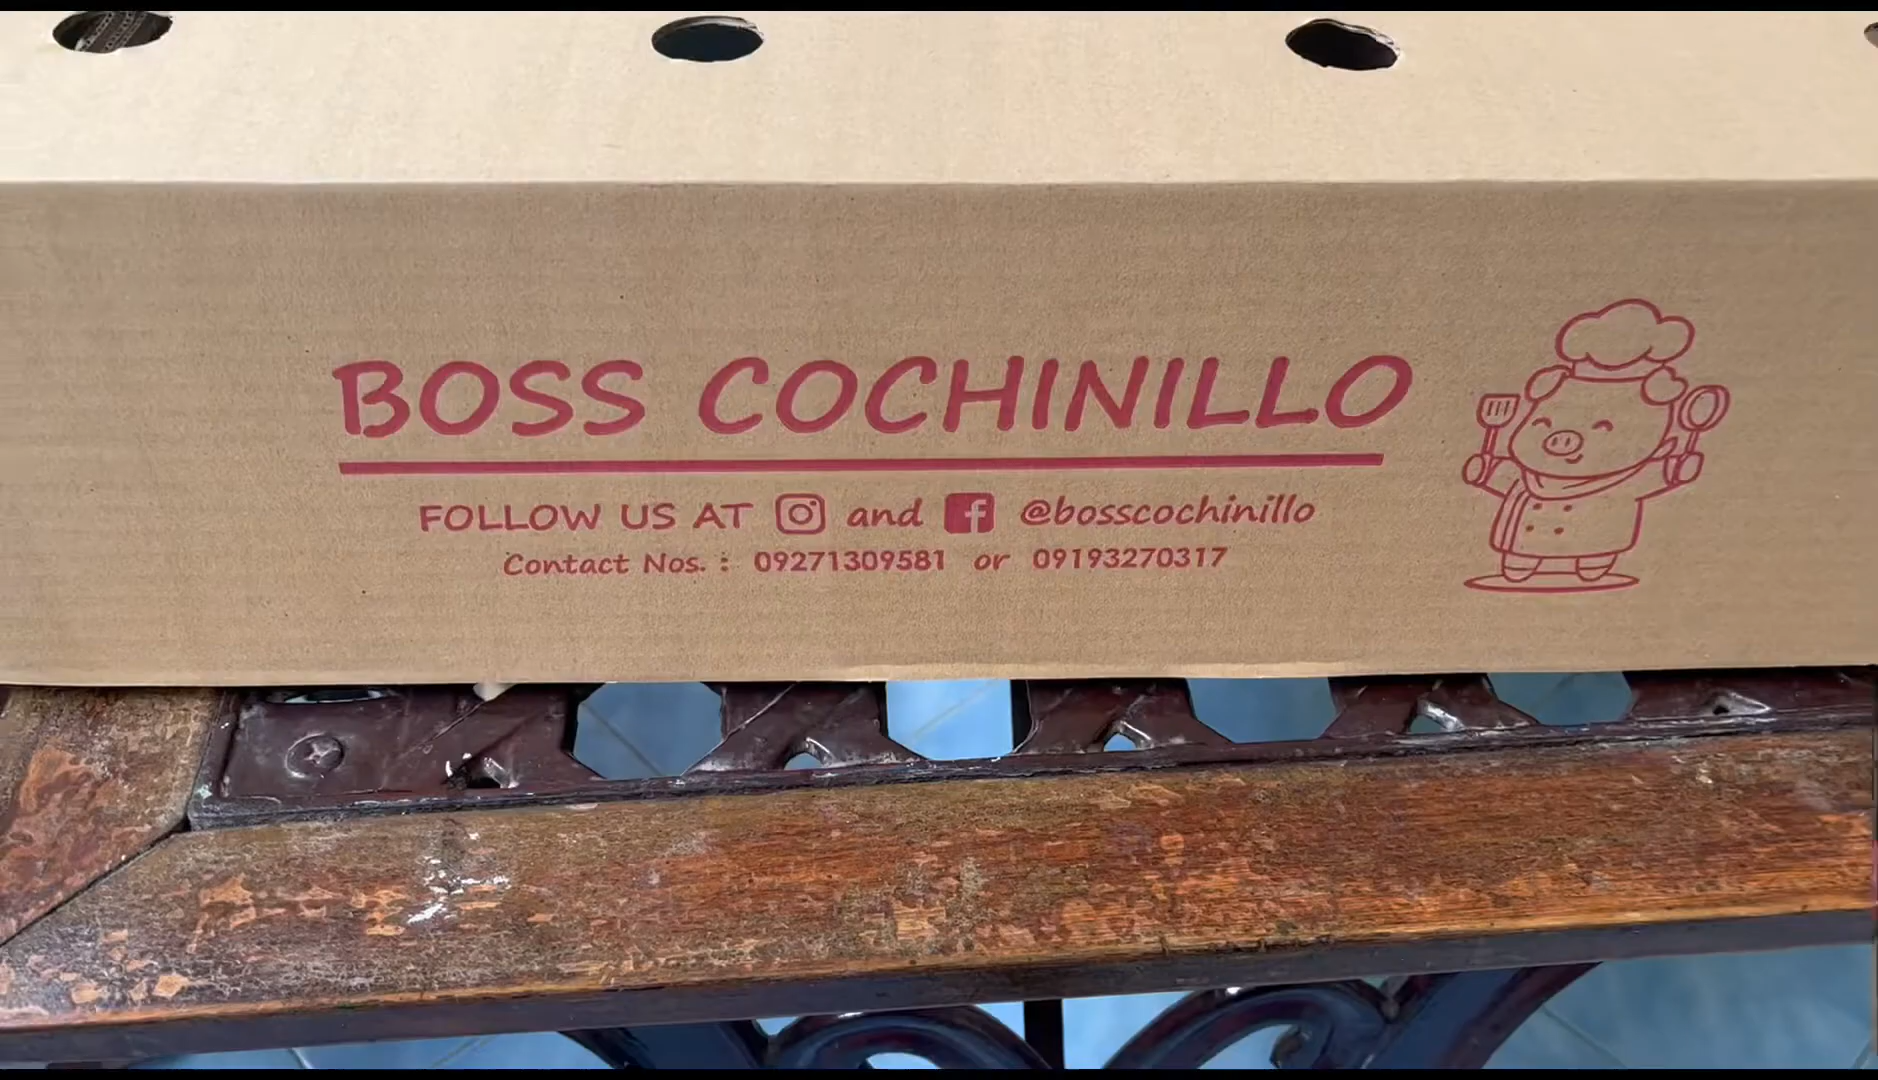 BOSS COCHINILLO
FOLLOW US AT and @bosscochinillo
Contact Nos. : 09271309581 or 09193270317